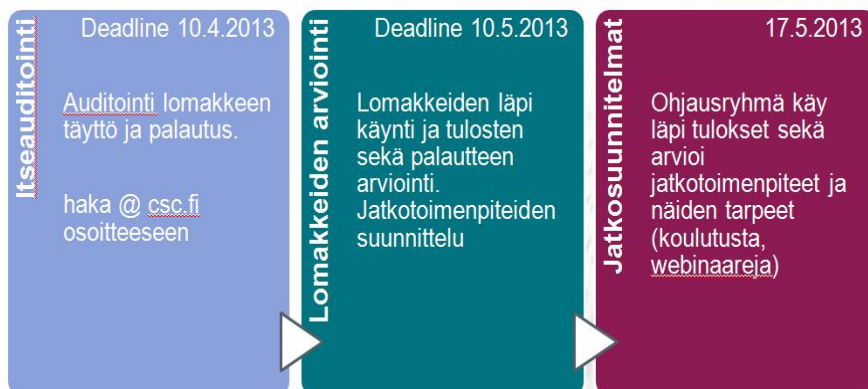 Itseauditointi
Deadline 10.4.2013
Auditointi lomakkeen
täyttö ja palautus.
haka @ csc.fi
osoitteeseen
Lomakkeiden arviointi
Deadline 10.5.2013
Lomakkeiden läpi
käynti ja tulosten
sekä palautteen
arviointi.
Jatkotoimenpiteiden
suunnittelu
Jatkosuunnitelmat
17.5.2013
Ohjausryhmä käy
läpi tulokset sekä
arvioi
jatkotoimenpiteet ja
näiden tarpeet
(koulutusta,
webinaareja)